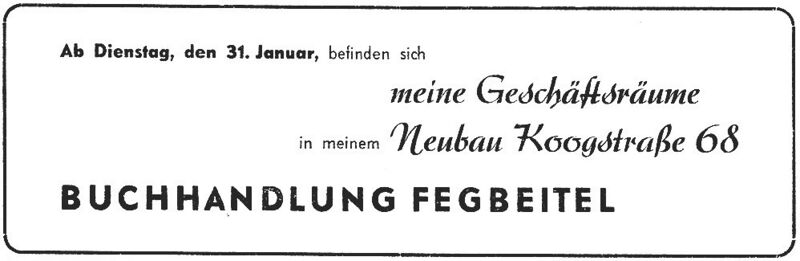 Ab Dienstag, den 31. Januar, befinden sich
meine Geschäftsräume
in meinem Neubau Koogstraße 68
BUCHHANDLUNG FEGBEITEL